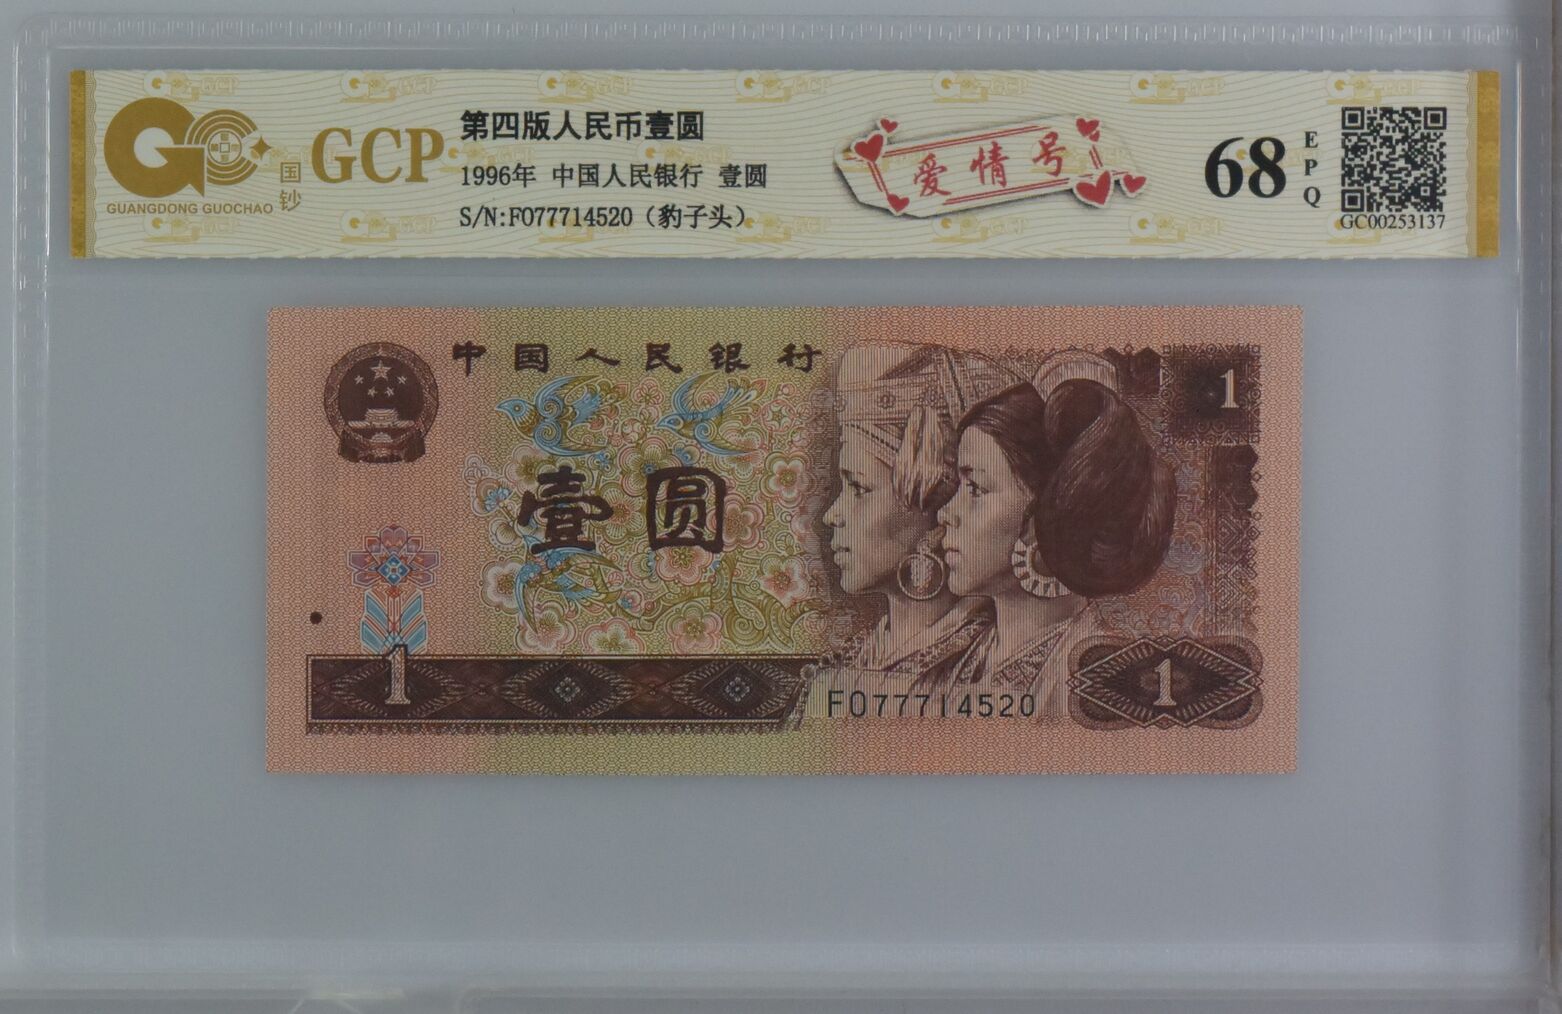 GUANGDONG GUOCHAO
国钞
GCP
第四版人民币壹圆
1996年 中国人民银行 壹圆
S/N:F077714520（豹子头）
爱情号
68
EPQ
GC00253137
中国人民银行
壹圆
1
1
F077714520
1